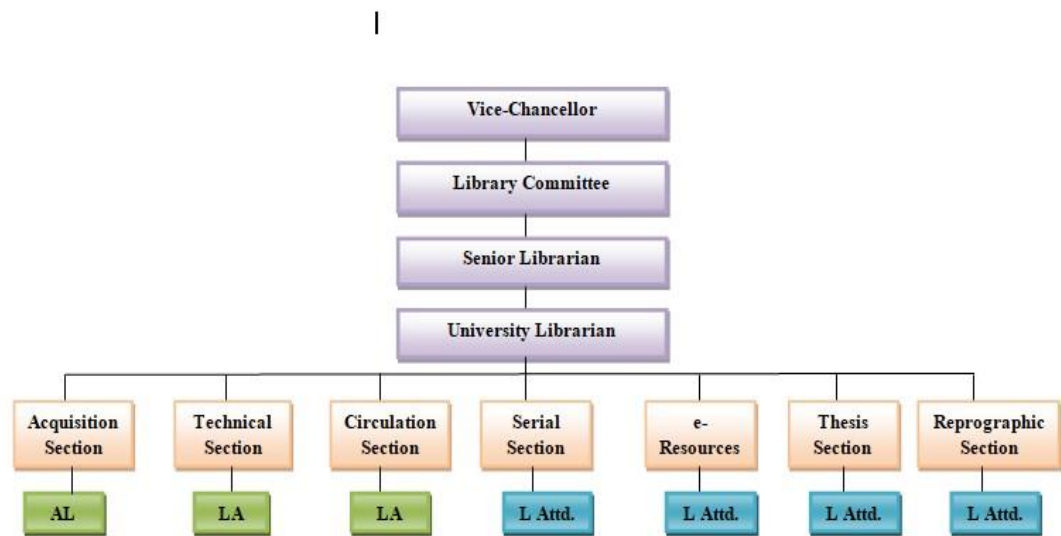 Vice-Chancellor
Library Committee
Senior Librarian
University Librarian
Acquisition
Section
Technical
Section
Circulation
Section
Serial
Section
e-
Resources
Thesis
Section
Reprographic
Section
AL
LA
LA
L Attd.
L Attd.
L Attd.
L Attd.